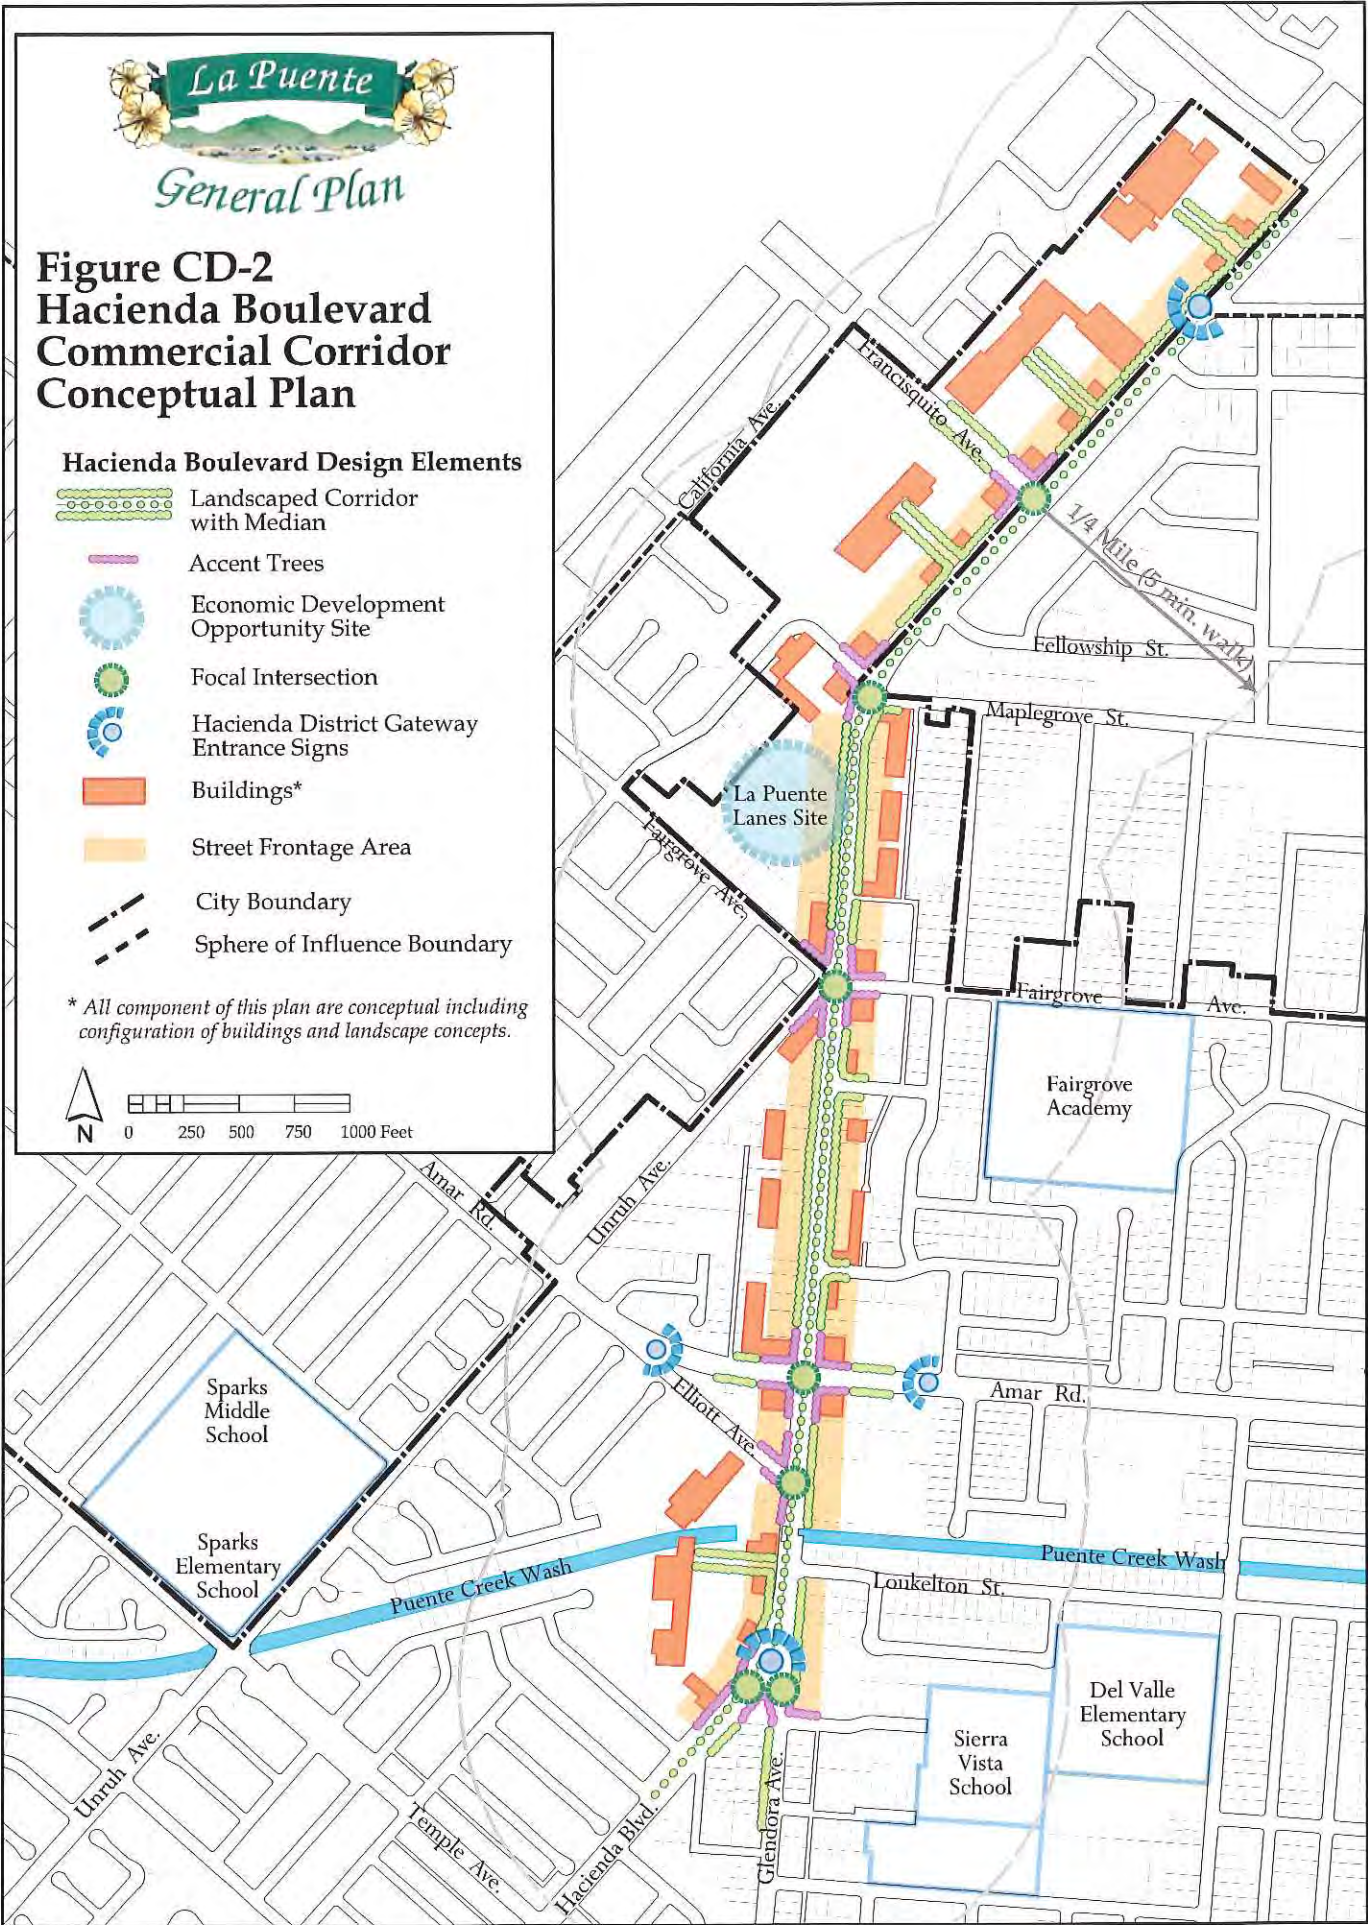 La Puente
General Plan
Figure CD-2
Hacienda Boulevard
Commercial Corridor
Conceptual Plan
Hacienda Boulevard Design Elements
Landscaped Corridor
with Median
Accent Trees
Economic Development
Opportunity Site
Focal Intersection
Hacienda District Gateway
Entrance Signs
Buildings*
Street Frontage Area
City Boundary
Sphere of Influence Boundary
* All component of this plan are conceptual including
configuration of buildings and landscape concepts.
N
0 250 500 750 1000 Feet
Francisquito Ave.
California Ave.
1/4 Mile (5 min. walk)
Fellowship St.
Maplegrove St.
La Puente
Lanes Site
Fairgrove Ave.
Fairgrove Ave.
Fairgrove
Academy
Amar Rd.
Unruh Ave.
Sparks
Middle
School
Elliott Ave.
Amar Rd.
Sparks
Elementary
School
Puente Creek Wash
Puente Creek Wash
Loukelton St.
Del Valle
Elementary
School
Sierra
Vista
School
Unruh Ave.
Temple Ave.
Hacienda Blvd.
Glendora Ave.